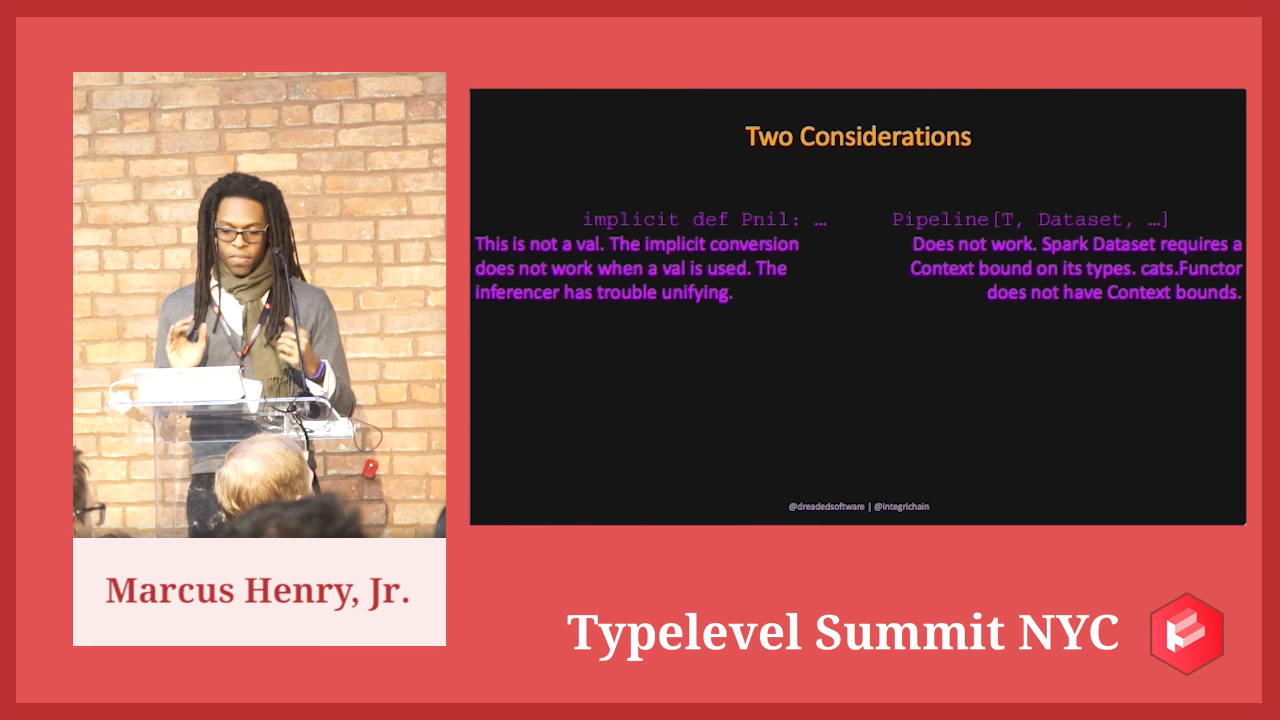 Two Considerations
implicit def Pnil: …
This is not a val. The implicit conversion
does not work when a val is used. The
inferencer has trouble unifying.
Pipeline[T, Dataset, …]
Does not work. Spark Dataset requires a
Context bound on its types. cats.Functor
does not have Context bounds.
@dreadedsoftware | @integrichain
Marcus Henry, Jr.
Typelevel Summit NYC